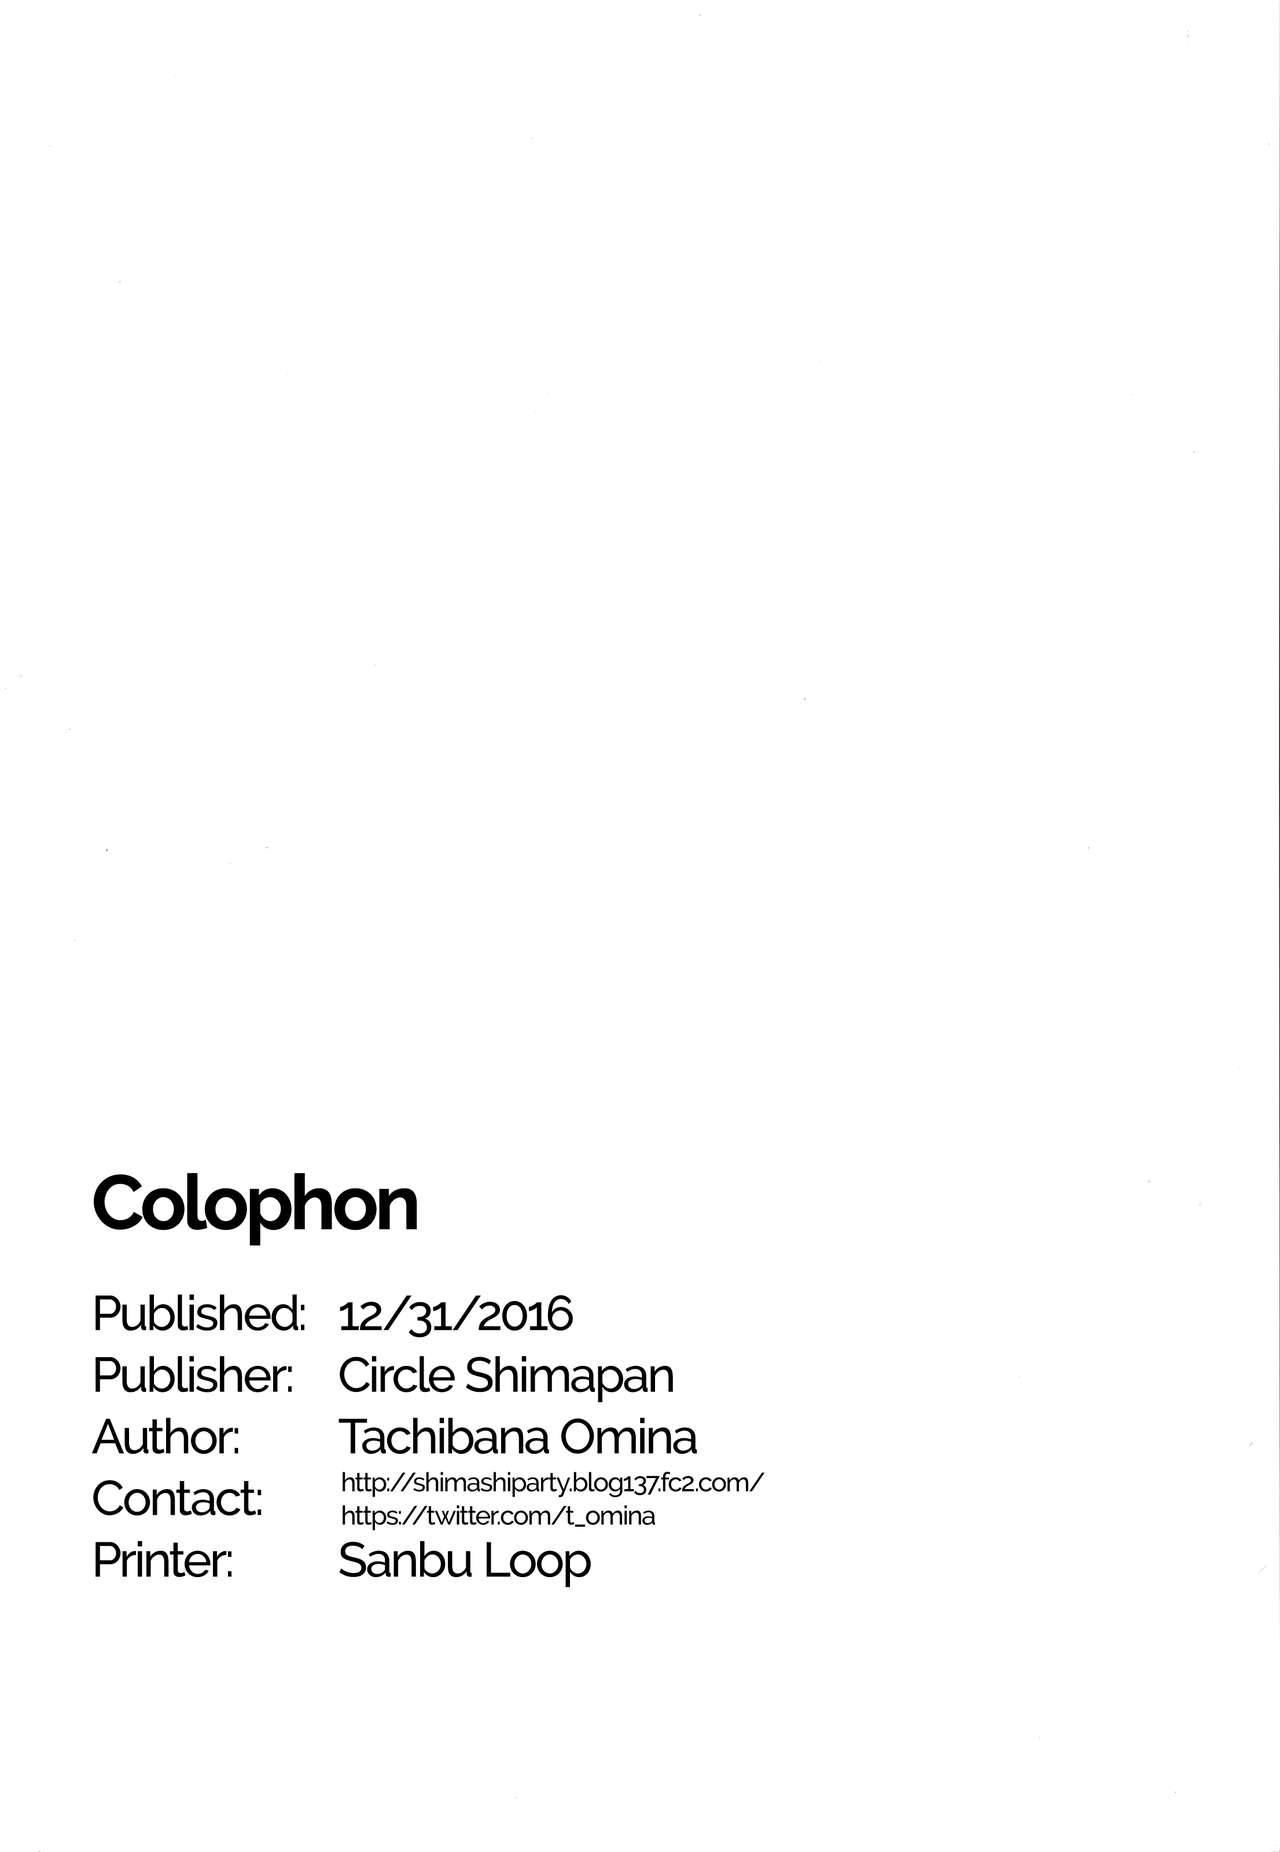 Colophon
Published: 12/31/2016
Publisher: Circle Shimapan
Author: Tachibana Omina
Contact: http://shimashiparty.blog137.fc2.com/
https://twitter.com/t_omina
Printer: Sanbu Loop